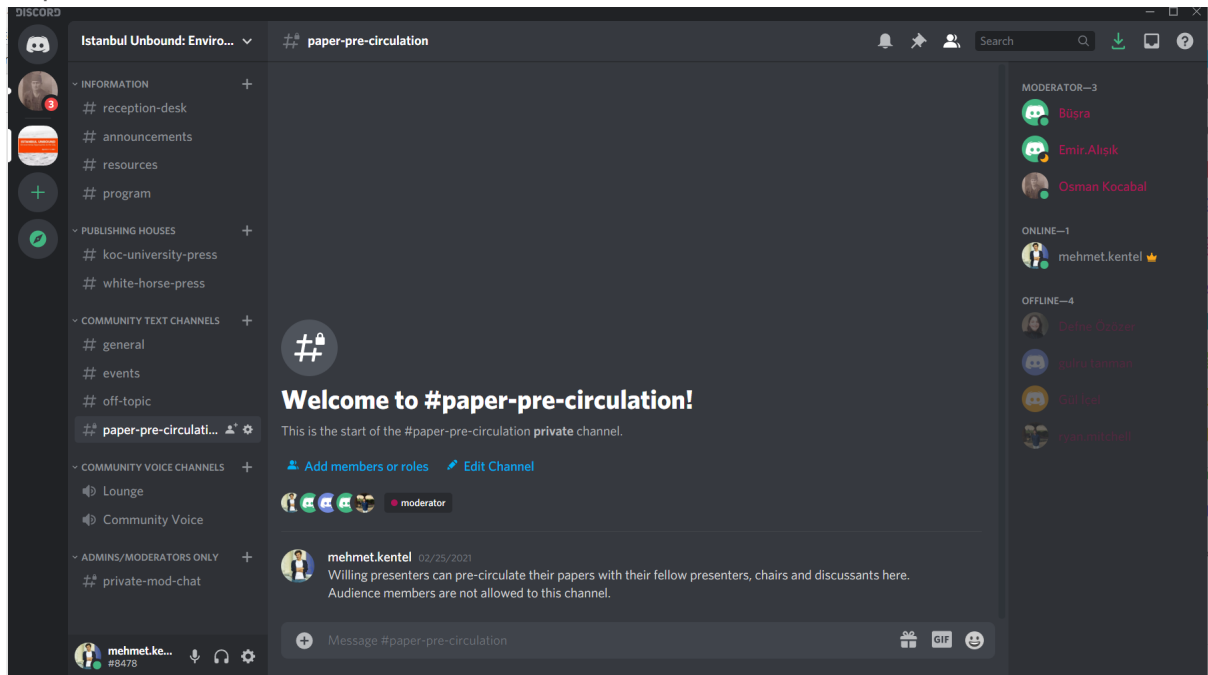 DISCORD
Istanbul Unbound: Enviro...
paper-pre-circulation
Search
3
INFORMATION
reception-desk
announcements
resources
program
PUBLISHING HOUSES
koc-university-press
white-horse-press
COMMUNITY TEXT CHANNELS
general
events
off-topic
paper-pre-circulati...
COMMUNITY VOICE CHANNELS
Lounge
Community Voice
ADMINS/MODERATORS ONLY
private-mod-chat
mehmet.ke...
#8478
Welcome to #paper-pre-circulation!
This is the start of the #paper-pre-circulation private channel.
Add members or roles
Edit Channel
moderator
mehmet.kentel 02/25/2021
Willing presenters can pre-circulate their papers with their fellow presenters, chairs and discussants here.
Audience members are not allowed to this channel.
Message #paper-pre-circulation
GIF
MODERATOR—3
Büşra
Emir.Alışık
Osman Kocabal
ONLINE—1
mehmet.kentel
OFFLINE—4